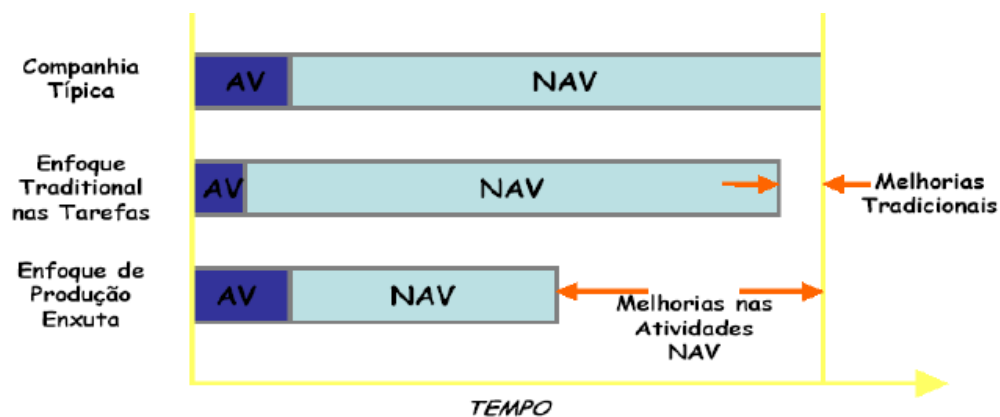 Companhia
Típica
AV
NAV
Enfoque
Traditional
nas Tarefas
AV
NAV
Melhorias
Tradicionais
Enfoque de
Produção
Enxuta
AV
NAV
Melhorias nas
Atividades
NAV
TEMPO